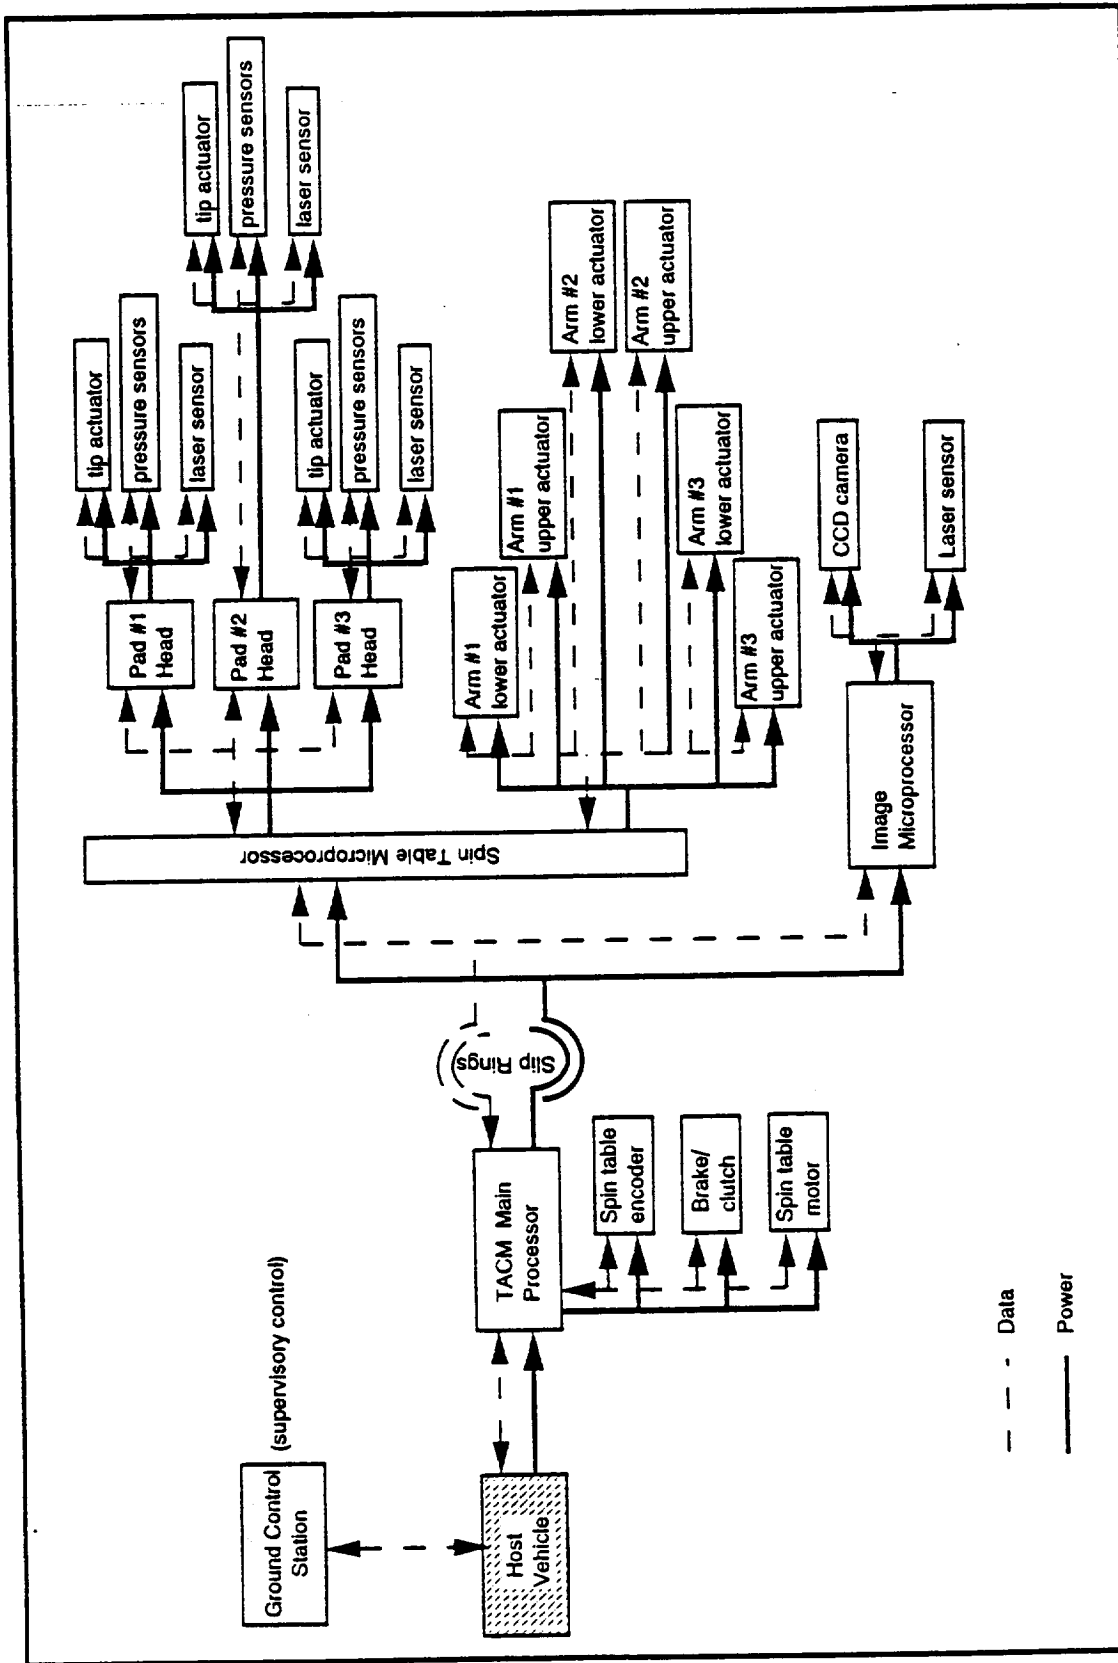 Ground Control
Station
(supervisory control)
Host
Vehicle
TACM Main
Processor
Spin table
encoder
Brake/
clutch
Spin table
motor
Slip Rings
Spin Table Microprocessor
Image
Microprocessor
Pad #1
Head
Pad #2
Head
Pad #3
Head
tip actuator
pressure sensors
laser sensor
tip actuator
pressure sensors
laser sensor
tip actuator
pressure sensors
laser sensor
Arm #1
lower actuator
Arm #1
upper actuator
Arm #2
lower actuator
Arm #2
upper actuator
Arm #3
lower actuator
Arm #3
upper actuator
CCD camera
Laser sensor
Data
Power